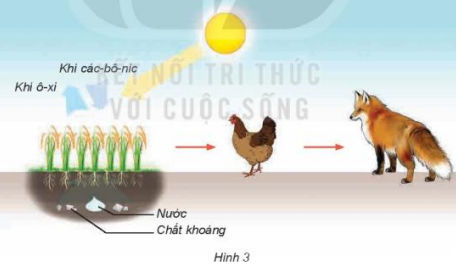 Khí các-bô-níc
KẾT NỐI TRI THỨC
Khí ô-xi
VỚI CUỘC SỐNG
Nước
Chất khoáng
Hình 3